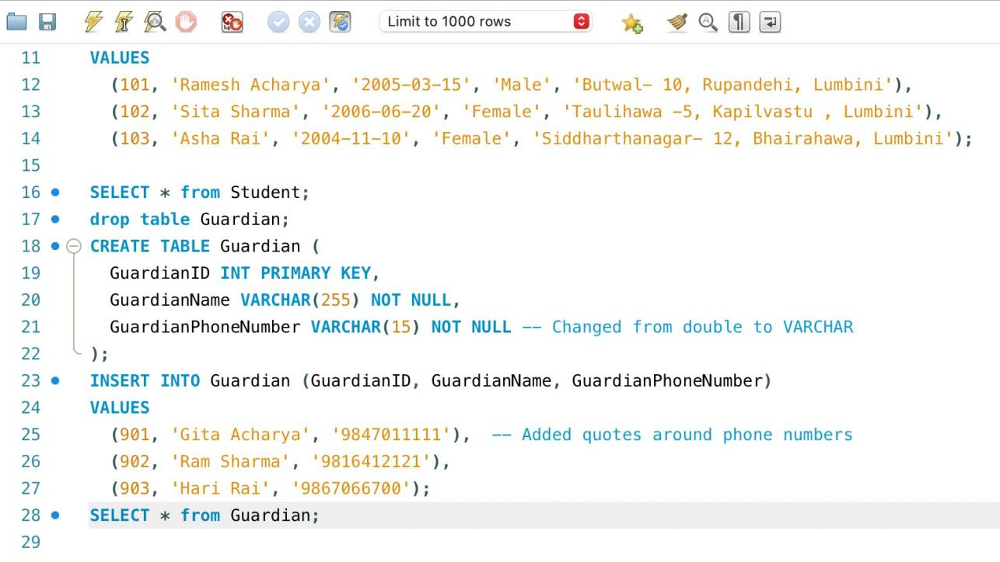 Limit to 1000 rows
11 VALUES
12 (101, 'Ramesh Acharya', '2005-03-15', 'Male', 'Butwal- 10, Rupandehi, Lumbini'),
13 (102, 'Sita Sharma', '2006-06-20', 'Female', 'Taulihawa -5, Kapilvastu , Lumbini'),
14 (103, 'Asha Rai', '2004-11-10', 'Female', 'Siddharthanagar- 12, Bhairahawa, Lumbini');
15
16 SELECT * from Student;
17 drop table Guardian;
18 CREATE TABLE Guardian (
19 GuardianID INT PRIMARY KEY,
20 GuardianName VARCHAR(255) NOT NULL,
21 GuardianPhoneNumber VARCHAR(15) NOT NULL -- Changed from double to VARCHAR
22 );
23 INSERT INTO Guardian (GuardianID, GuardianName, GuardianPhoneNumber)
24 VALUES
25 (901, 'Gita Acharya', '9847011111'), -- Added quotes around phone numbers
26 (902, 'Ram Sharma', '9816412121'),
27 (903, 'Hari Rai', '9867066700');
28 SELECT * from Guardian;
29